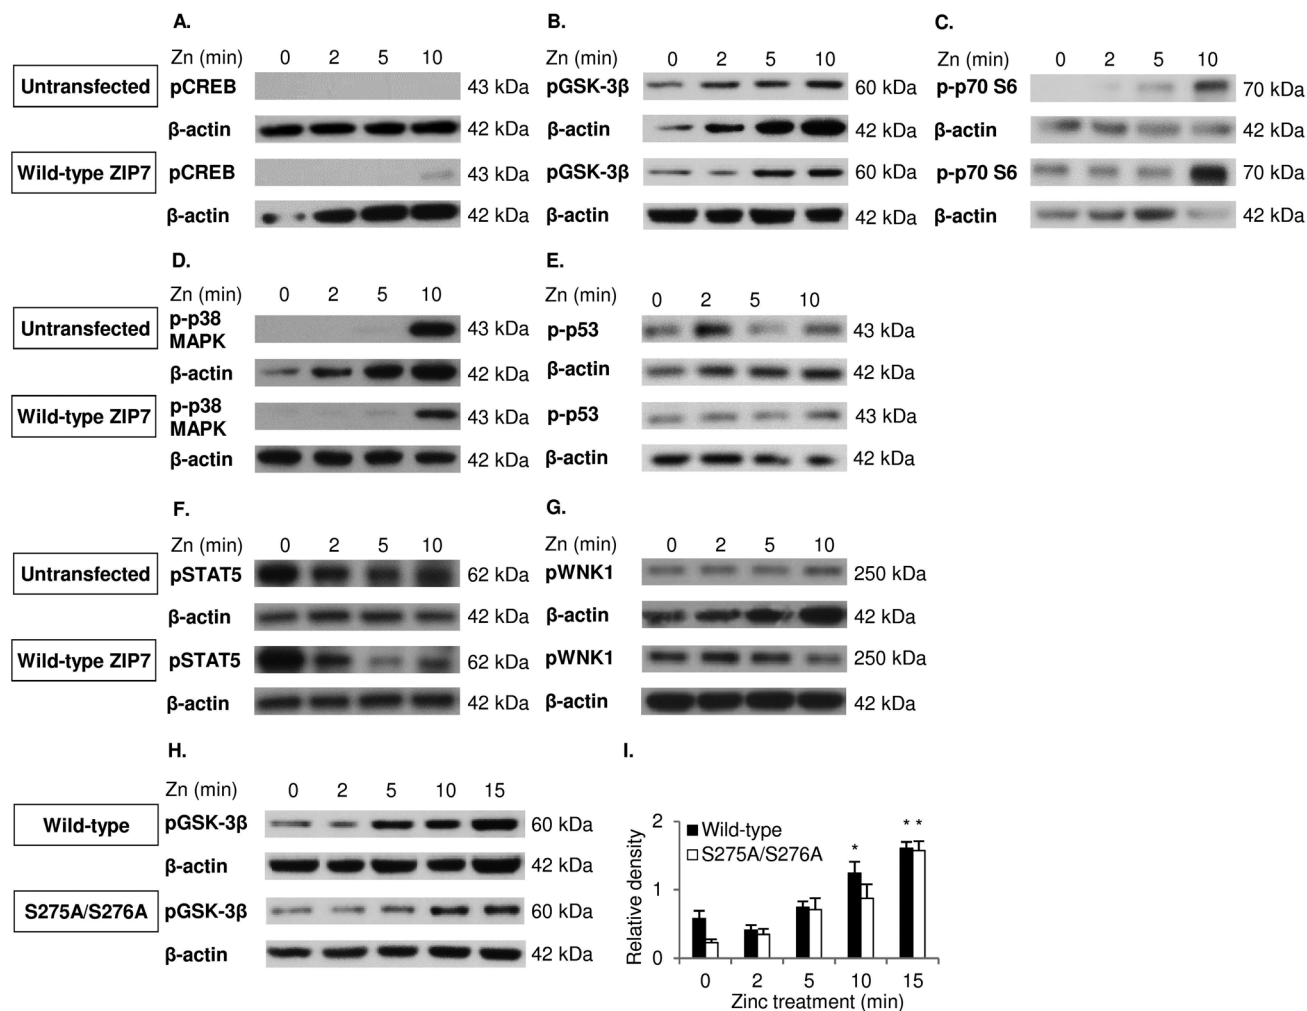 A.
Zn (min) 0 2 5 10
Untransfected
pCREB 43 kDa
β-actin 42 kDa
Wild-type ZIP7
pCREB 43 kDa
β-actin 42 kDa
B.
Zn (min) 0 2 5 10
pGSK-3β 60 kDa
β-actin 42 kDa
pGSK-3β 60 kDa
β-actin 42 kDa
C.
Zn (min) 0 2 5 10
p-p70 S6 70 kDa
β-actin 42 kDa
p-p70 S6 70 kDa
β-actin 42 kDa
D.
Zn (min) 0 2 5 10
Untransfected
p-p38
MAPK 43 kDa
β-actin 42 kDa
Wild-type ZIP7
p-p38
MAPK 43 kDa
β-actin 42 kDa
E.
Zn (min) 0 2 5 10
p-p53 43 kDa
β-actin 42 kDa
p-p53 43 kDa
β-actin 42 kDa
F.
Zn (min) 0 2 5 10
Untransfected
pSTAT5 62 kDa
β-actin 42 kDa
Wild-type ZIP7
pSTAT5 62 kDa
β-actin 42 kDa
G.
Zn (min) 0 2 5 10
pWNK1 250 kDa
β-actin 42 kDa
pWNK1 250 kDa
β-actin 42 kDa
H.
Zn (min) 0 2 5 10 15
Wild-type
pGSK-3β 60 kDa
β-actin 42 kDa
S275A/S276A
pGSK-3β 60 kDa
β-actin 42 kDa
I.
Relative density
2
1
0
Wild-type
S275A/S276A
*
* *
0 2 5 10 15
Zinc treatment (min)